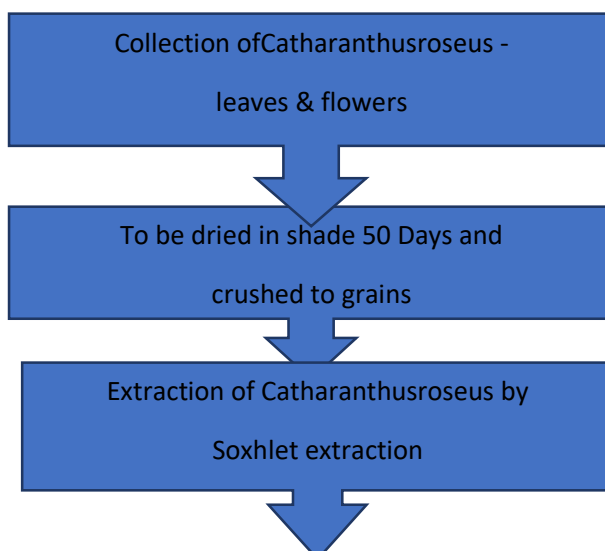 Collection ofCatharanthusroseus -
leaves & flowers
To be dried in shade 50 Days and
crushed to grains
Extraction of Catharanthusroseus by
Soxhlet extraction